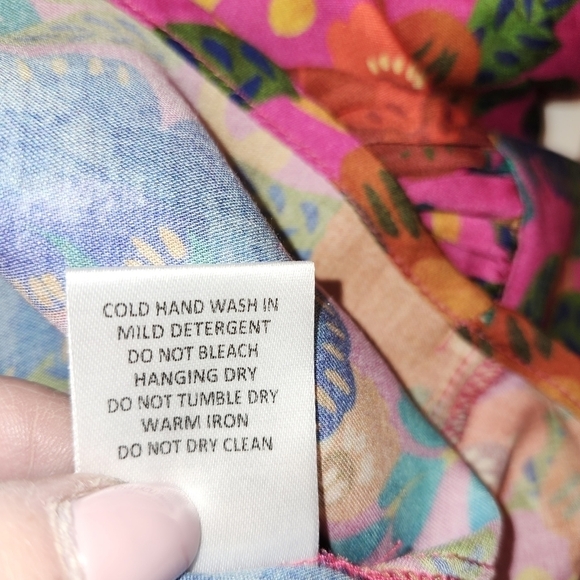 COLD HAND WASH IN
MILD DETERGENT
DO NOT BLEACH
HANGING DRY
DO NOT TUMBLE DRY
WARM IRON
DO NOT DRY CLEAN